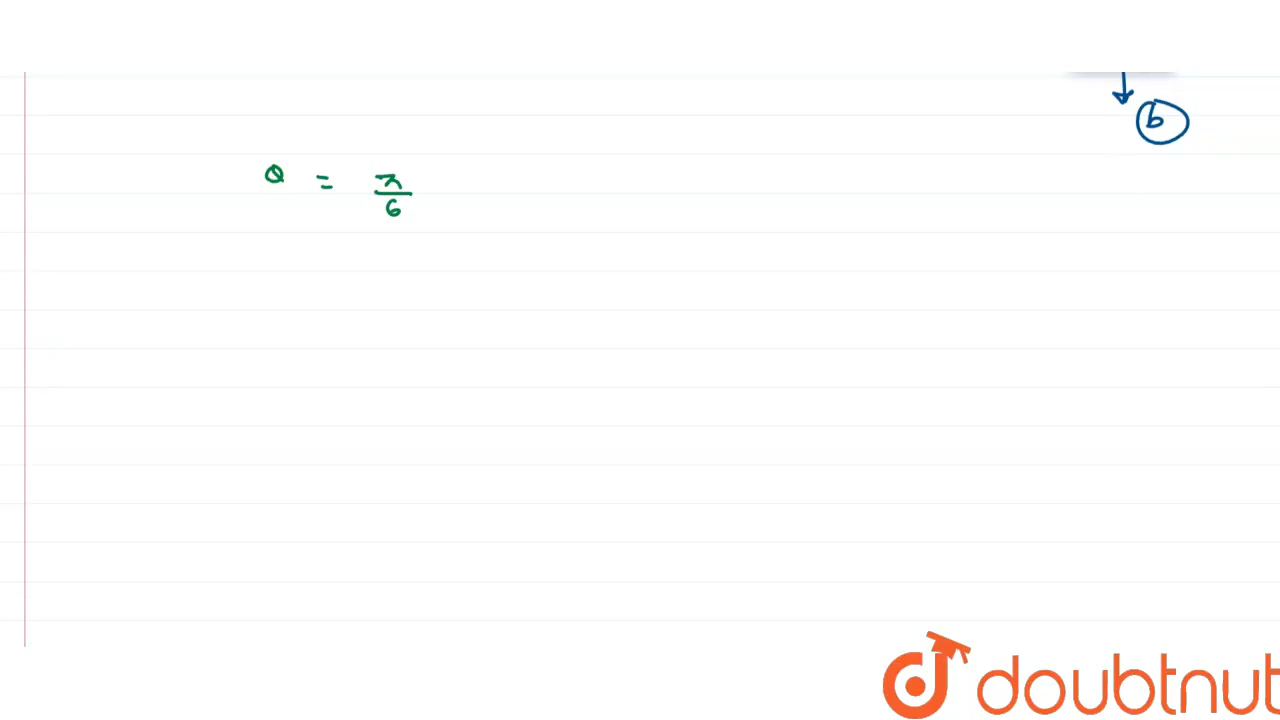 b
θ = π/6
doubtnut